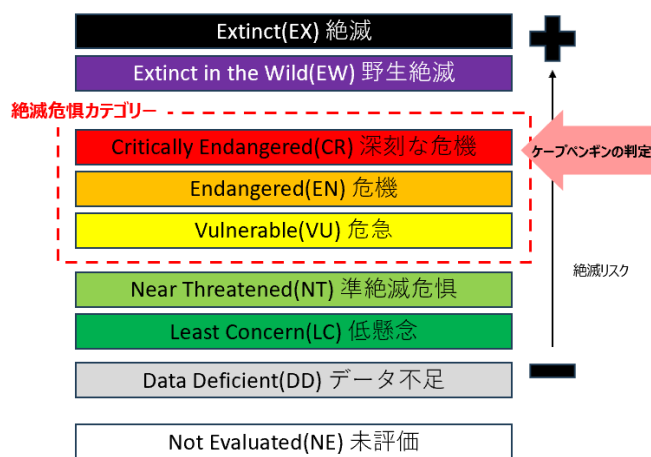 Extinct(EX) 絶滅
Extinct in the Wild(EW) 野生絶滅
絶滅危惧カテゴリー
Critically Endangered(CR) 深刻な危機
ケープペンギンの判定
Endangered(EN) 危機
Vulnerable(VU) 危急
絶滅リスク
Near Threatened(NT) 準絶滅危惧
Least Concern(LC) 低懸念
Data Deficient(DD) データ不足
Not Evaluated(NE) 未評価